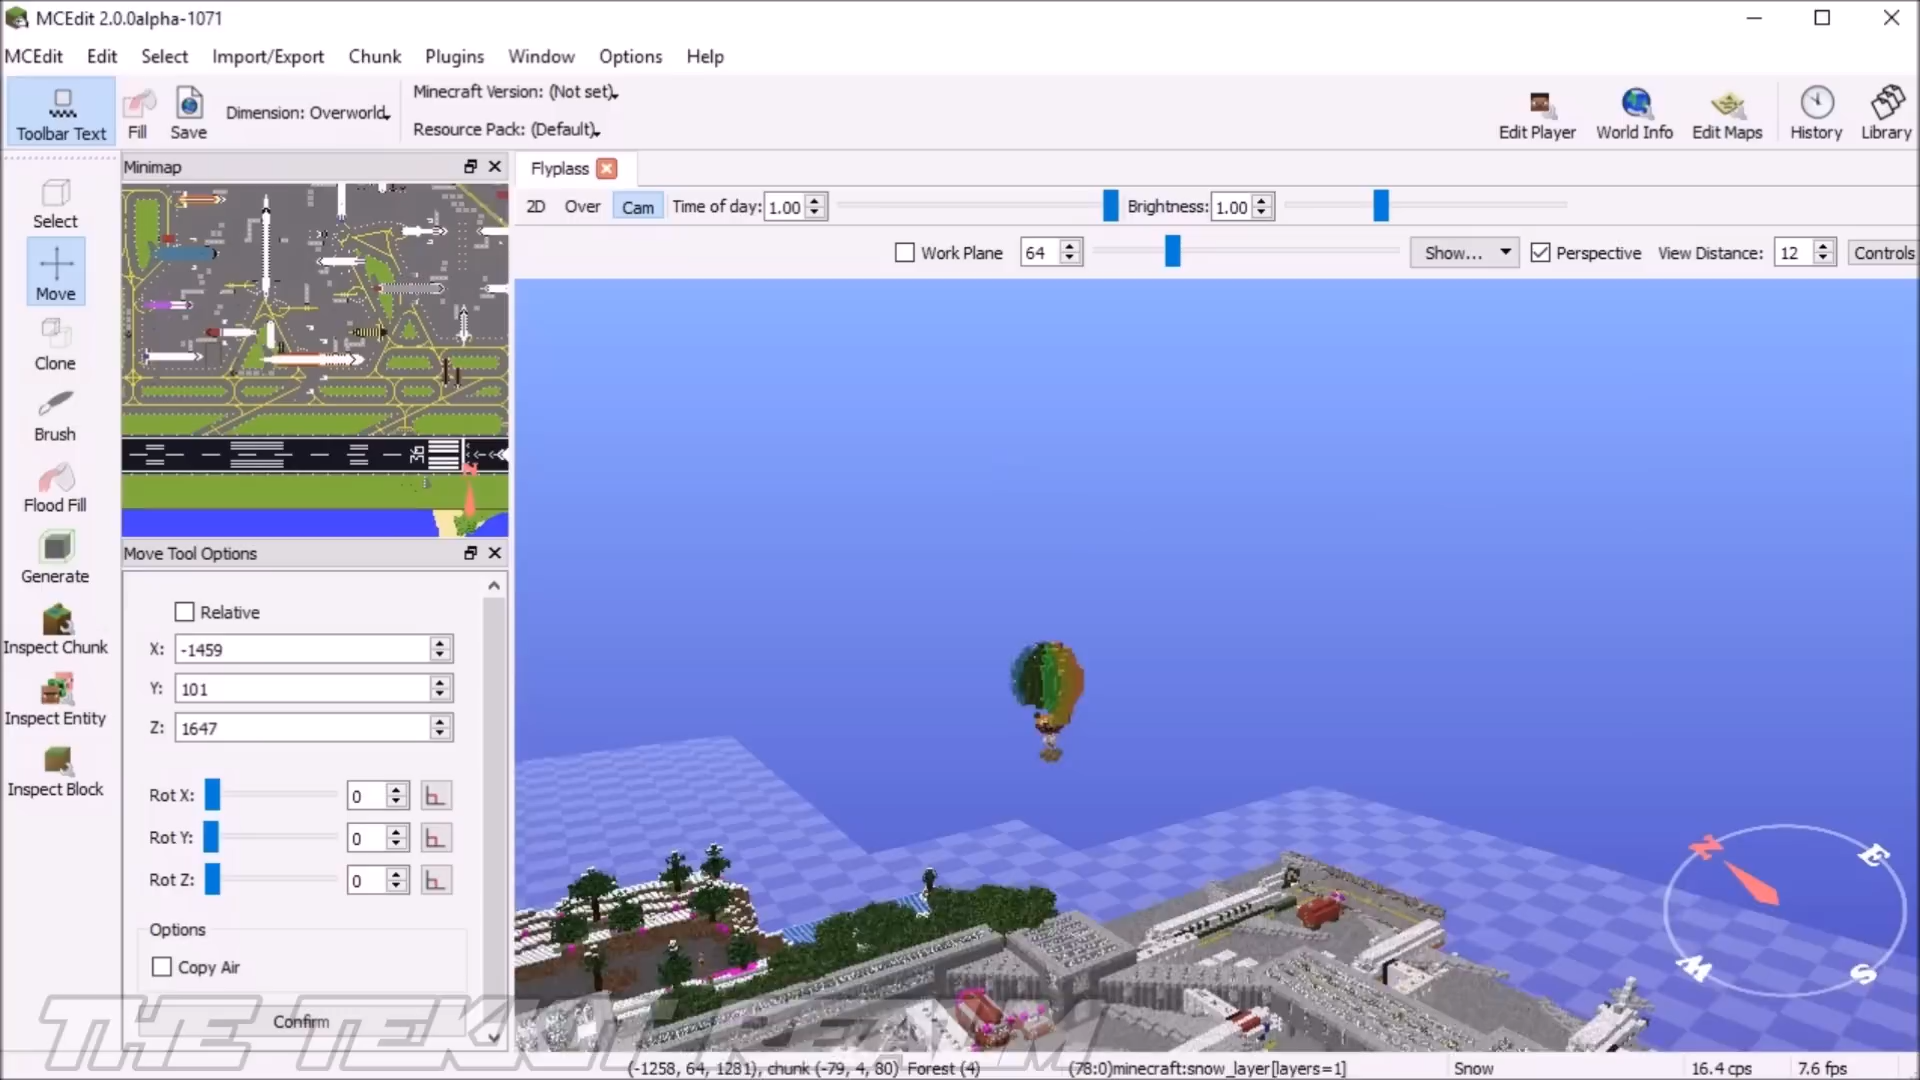 MCEdit 2.0.0alpha-1071
MCEdit Edit Select Import/Export Chunk Plugins Window Options Help
Toolbar Text Fill Save Dimension: Overworld
Minecraft Version: (Not set)
Resource Pack: (Default)
Edit Player World Info Edit Maps History Library
Minimap
36
N
Flyplass
2D Over Cam Time of day: 1.00 Brightness: 1.00
Work Plane 64 Show... Perspective View Distance: 12 Controls
Select
Move
Clone
Brush
Flood Fill
Generate
Inspect Chunk
Inspect Entity
Inspect Block
Move Tool Options
Relative
X: -1459
Y: 101
Z: 1647
Rot X: 0
Rot Y: 0
Rot Z: 0
Options
Copy Air
Confirm
N E
W S
THE TEKKIT REALM
(-1258, 64, 1281), chunk (-79, 4, 80) Forest (4) (78:0)minecraft:snow_layer[layers=1] Snow 16.4 cps 7.6 fps